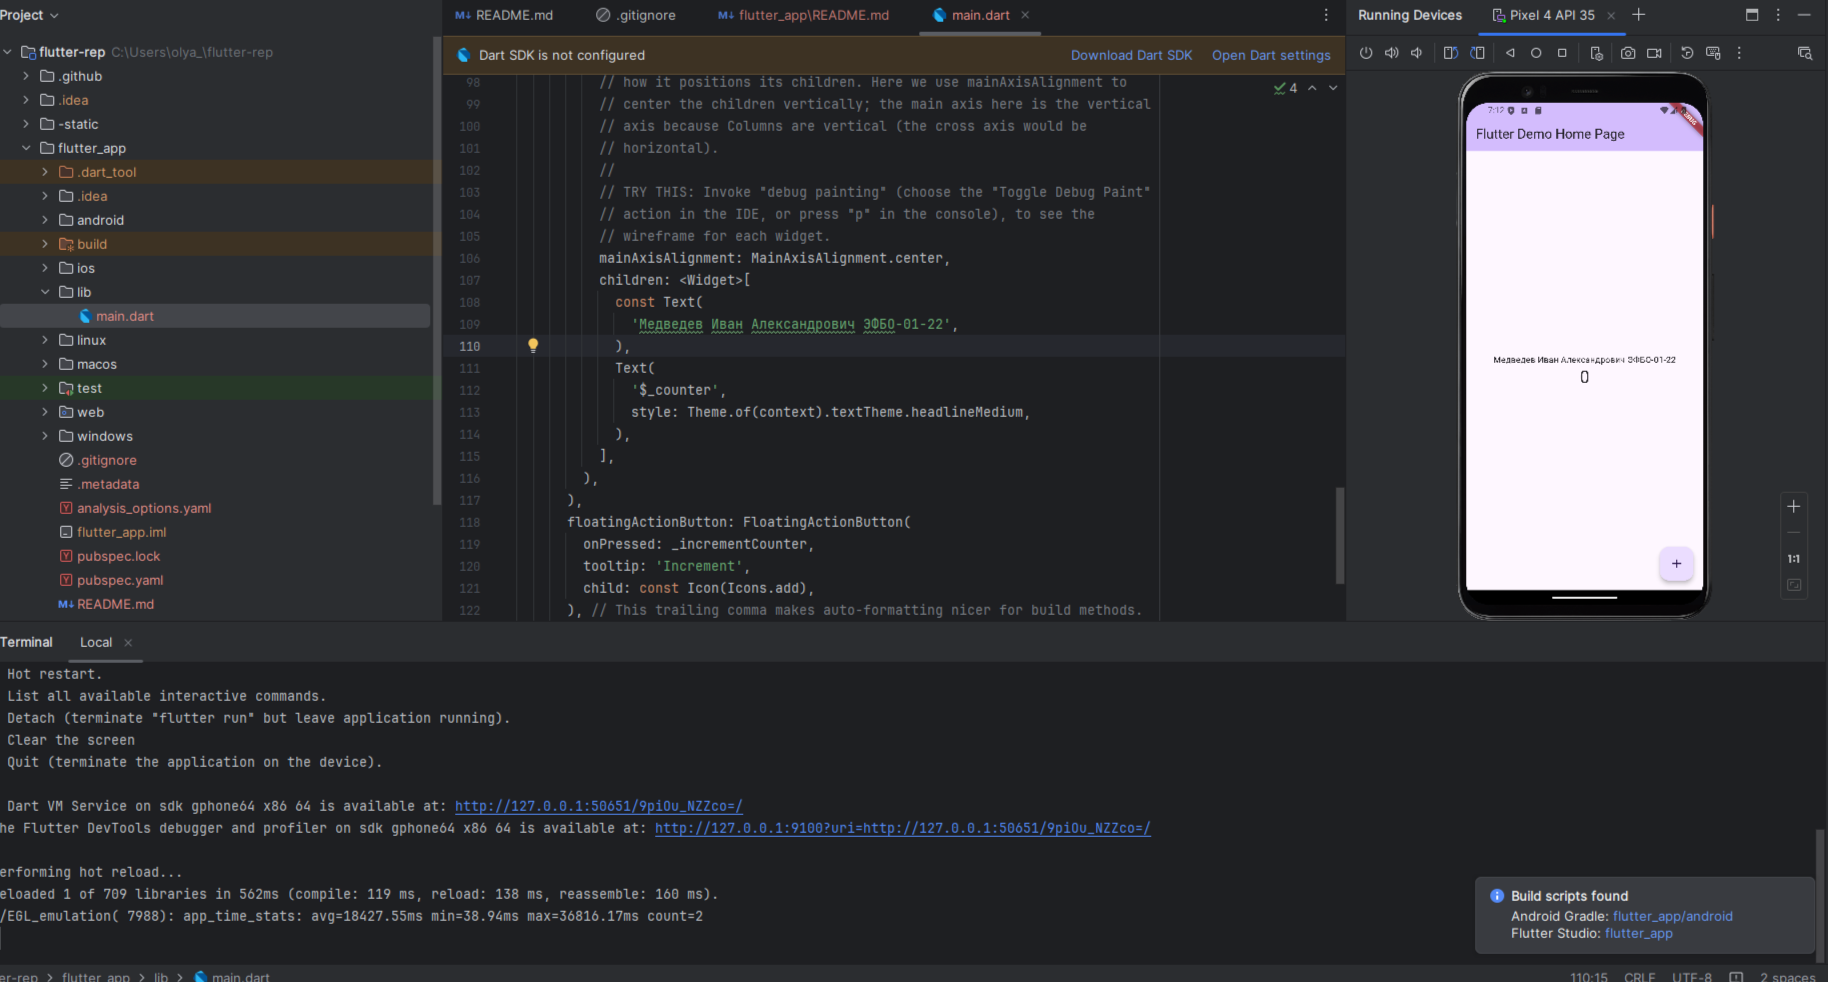 Project
flutter-rep C:\Users\olya_\flutter-rep
.github
.idea
-static
flutter_app
.dart_tool
.idea
android
build
ios
lib
main.dart
linux
macos
test
web
windows
.gitignore
.metadata
analysis_options.yaml
flutter_app.iml
pubspec.lock
pubspec.yaml
README.md
README.md
.gitignore
flutter_app\README.md
main.dart
Dart SDK is not configured
Download Dart SDK
Open Dart settings
4
98 // how it positions its children. Here we use mainAxisAlignment to
99 // center the children vertically; the main axis here is the vertical
100 // axis because Columns are vertical (the cross axis would be
101 // horizontal).
102 //
103 // TRY THIS: Invoke "debug painting" (choose the "Toggle Debug Paint"
104 // action in the IDE, or press "p" in the console), to see the
105 // wireframe for each widget.
106 mainAxisAlignment: MainAxisAlignment.center,
107 children: <Widget>[
108 const Text(
109 'Медведев Иван Александрович ЭФБО-01-22',
110 ),
111 Text(
112 '$_counter',
113 style: Theme.of(context).textTheme.headlineMedium,
114 ),
115 ],
116 ),
117 ),
118 floatingActionButton: FloatingActionButton(
119 onPressed: _incrementCounter,
120 tooltip: 'Increment',
121 child: const Icon(Icons.add),
122 ), // This trailing comma makes auto-formatting nicer for build methods.
Running Devices
Pixel 4 API 35
7:12
Flutter Demo Home Page
Медведев Иван Александрович ЭФБО-01-22
0
+
1:1
Terminal
Local
Hot restart.
List all available interactive commands.
Detach (terminate "flutter run" but leave application running).
Clear the screen
Quit (terminate the application on the device).
Dart VM Service on sdk gphone64 x86 64 is available at: http://127.0.0.1:50651/9piOu_NZZco=/
he Flutter DevTools debugger and profiler on sdk gphone64 x86 64 is available at: http://127.0.0.1:9100?uri=http://127.0.0.1:50651/9piOu_NZZco=/
erforming hot reload...
eloaded 1 of 709 libraries in 562ms (compile: 119 ms, reload: 138 ms, reassemble: 160 ms).
/EGL_emulation( 7988): app_time_stats: avg=18427.55ms min=38.94ms max=36816.17ms count=2
Build scripts found
Android Gradle: flutter_app/android
Flutter Studio: flutter_app
er-rep > flutter_app > lib > main.dart
110:15 CRLF UTF-8 2 spaces